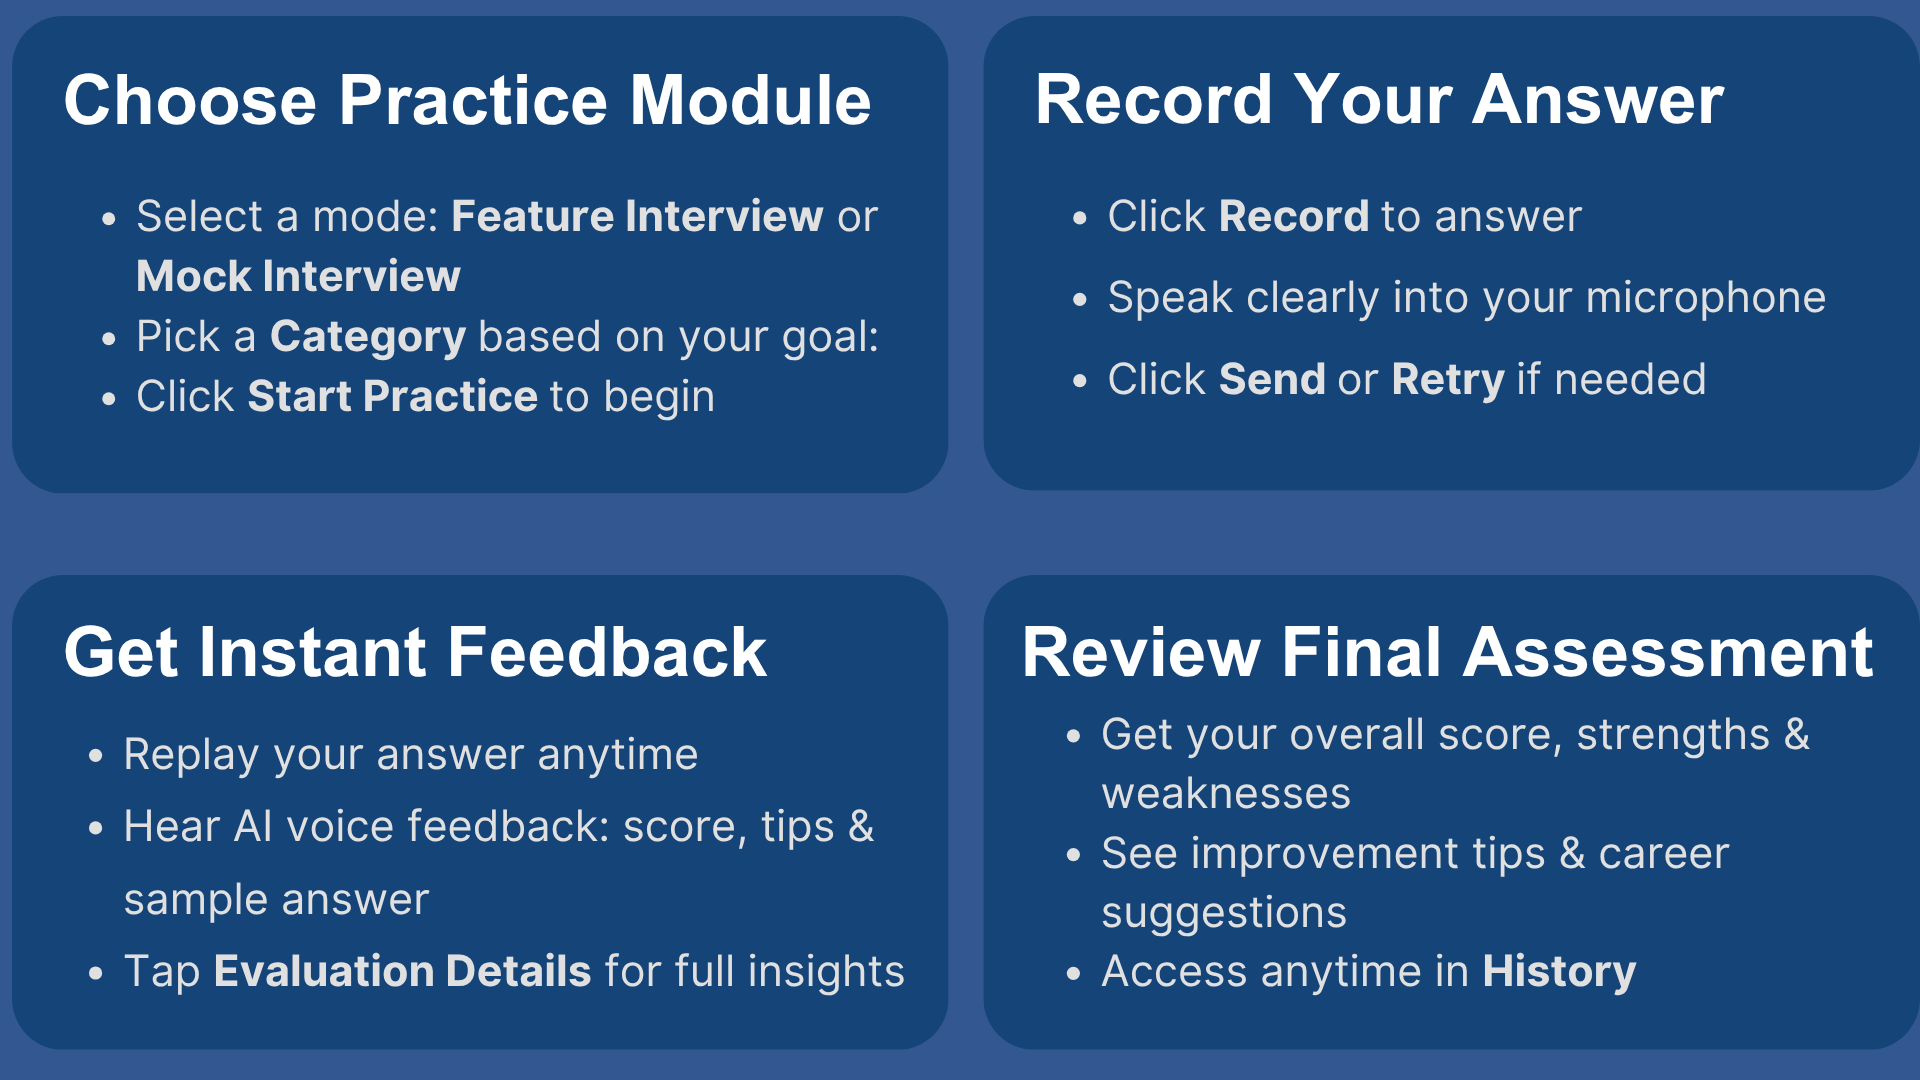 Choose Practice Module
• Select a mode: Feature Interview or
Mock Interview
• Pick a Category based on your goal:
• Click Start Practice to begin
Record Your Answer
• Click Record to answer
• Speak clearly into your microphone
• Click Send or Retry if needed
Get Instant Feedback
• Replay your answer anytime
• Hear AI voice feedback: score, tips &
sample answer
• Tap Evaluation Details for full insights
Review Final Assessment
• Get your overall score, strengths &
weaknesses
• See improvement tips & career
suggestions
• Access anytime in History